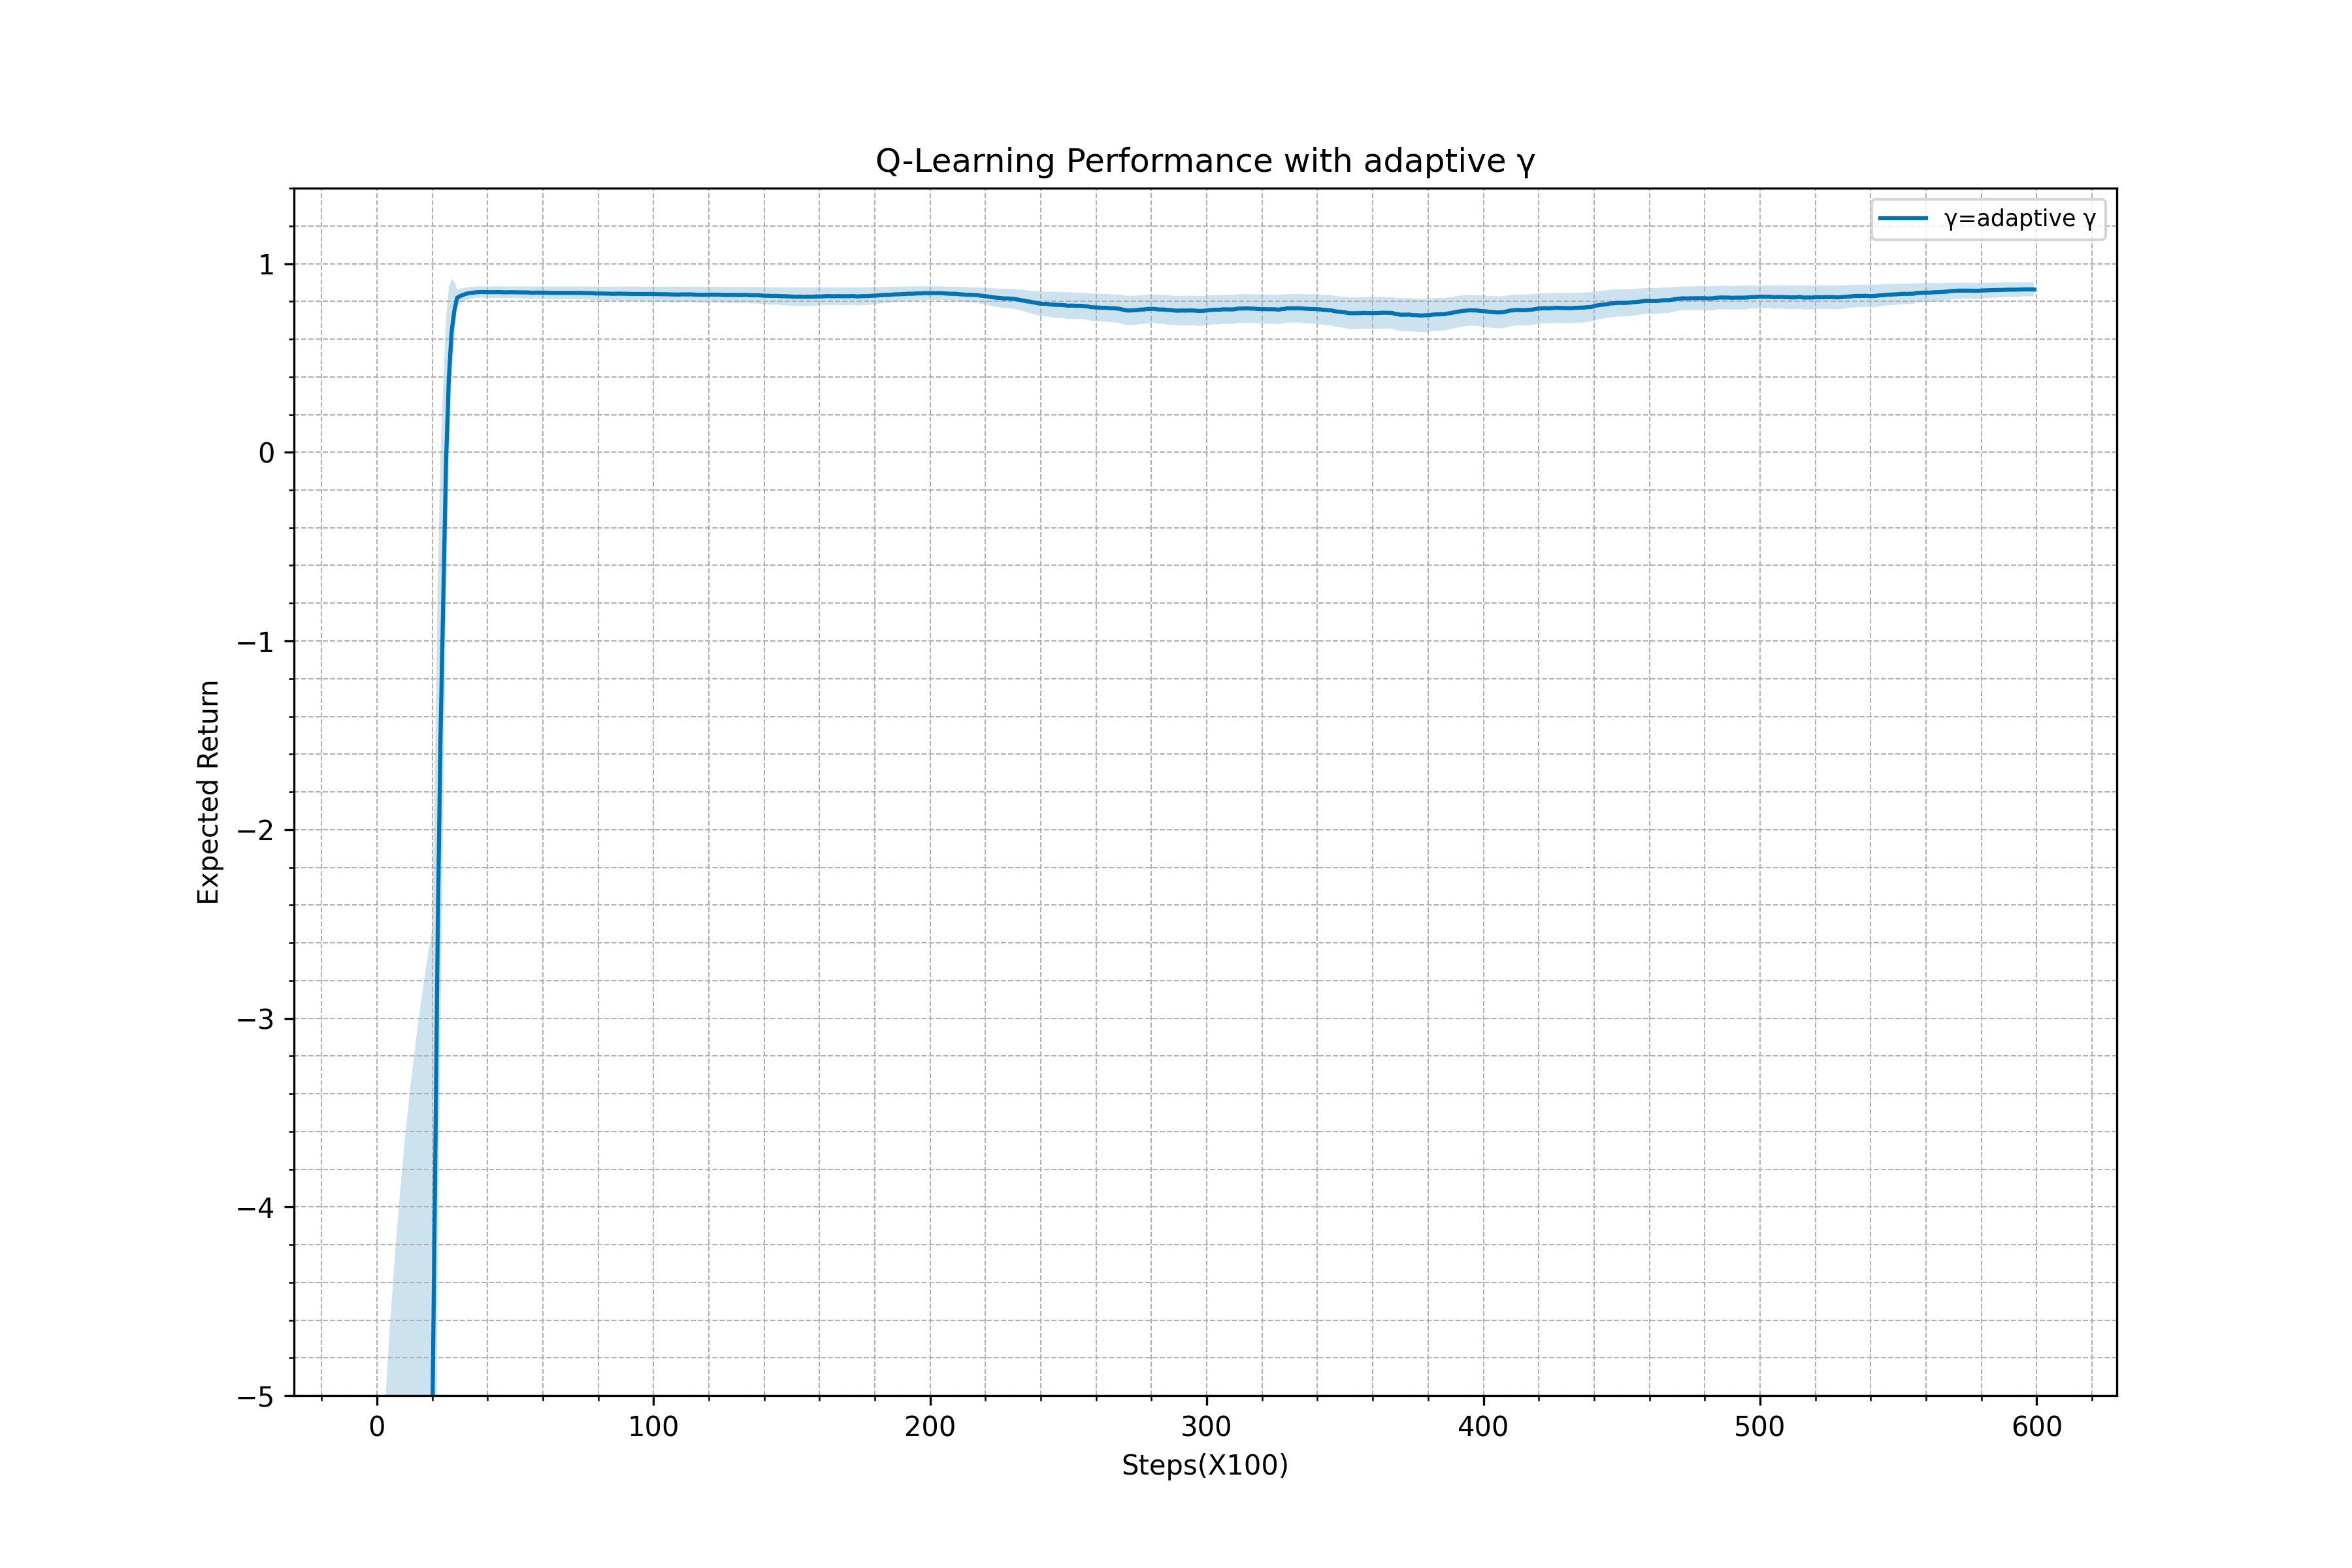 Q-Learning Performance with adaptive γ
γ=adaptive γ
1
0
−1
−2
−3
−4
−5
Expected Return
0 100 200 300 400 500 600
Steps(X100)